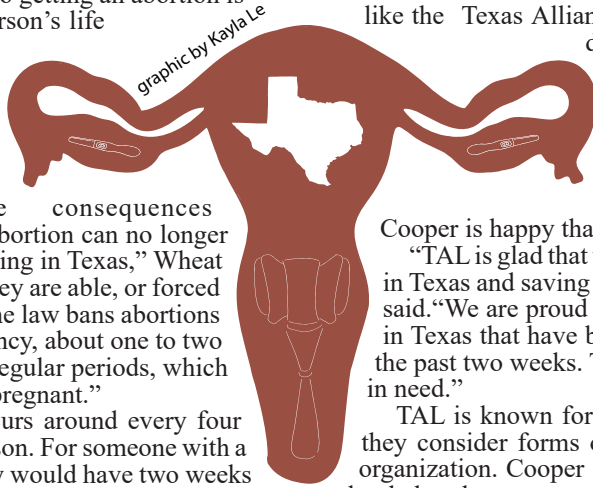 o getting an abortion is
rson's life
graphic by Kayla Le
consequences
bortion can no longer
ing in Texas,” Wheat
ey are able, or forced
e law bans abortions
ncy, about one to two
egular periods, which
pregnant.”
urs around every four
son. For someone with a
would have two weeks
like the Texas Allian
Cooper is happy tha
“TAL is glad that
in Texas and saving
said.“We are proud
in Texas that have b
the past two weeks.
in need.”
TAL is known for
they consider forms
organization. Cooper